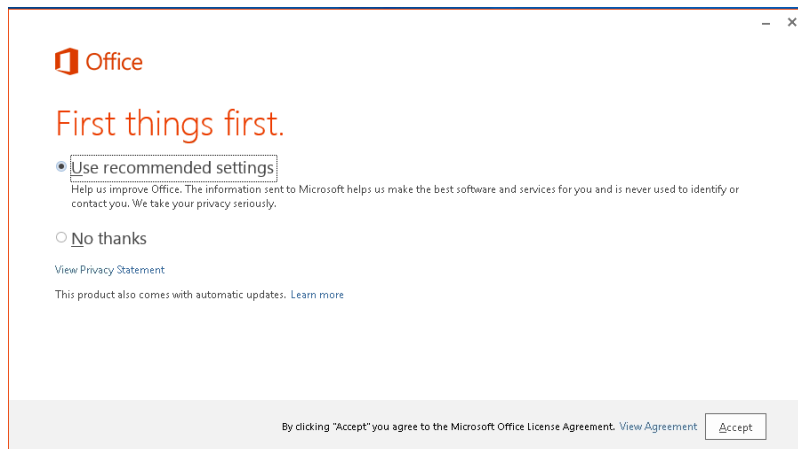 Office
First things first.
Use recommended settings
Help us improve Office. The information sent to Microsoft helps us make the best software and services for you and is never used to identify or
contact you. We take your privacy seriously.
No thanks
View Privacy Statement
This product also comes with automatic updates. Learn more
By clicking "Accept" you agree to the Microsoft Office License Agreement. View Agreement Accept